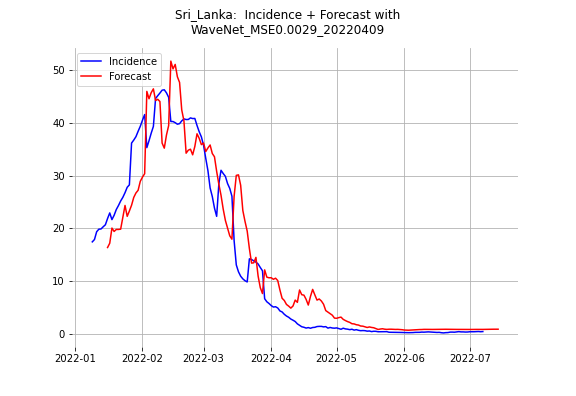 Sri_Lanka:  Incidence + Forecast with
WaveNet_MSE0.0029_20220409
Incidence
Forecast
50
40
30
20
10
0
2022-01 2022-02 2022-03 2022-04 2022-05 2022-06 2022-07